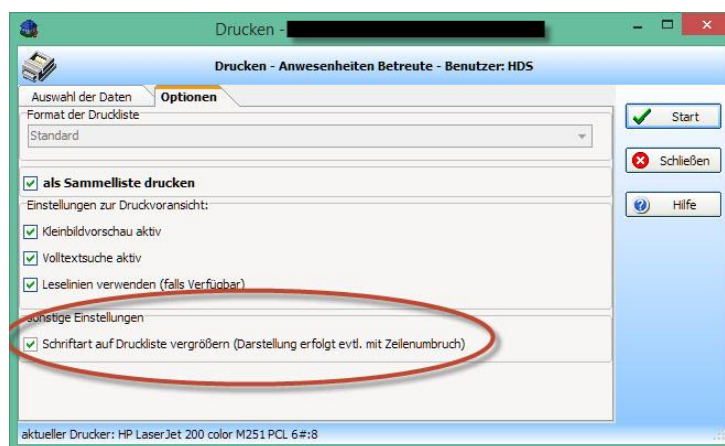 Drucken -
Drucken - Anwesenheiten Betreute - Benutzer: HDS
Auswahl der Daten Optionen
Format der Druckliste
Standard
als Sammelliste drucken
Einstellungen zur Druckvoransicht:
Kleinbildvorschau aktiv
Volltextsuche aktiv
Leselinien verwenden (falls Verfügbar)
Sonstige Einstellungen
Schriftart auf Druckliste vergrößern (Darstellung erfolgt evtl. mit Zeilenumbruch)
Start
Schließen
Hilfe
aktueller Drucker: HP LaserJet 200 color M251 PCL 6#:8